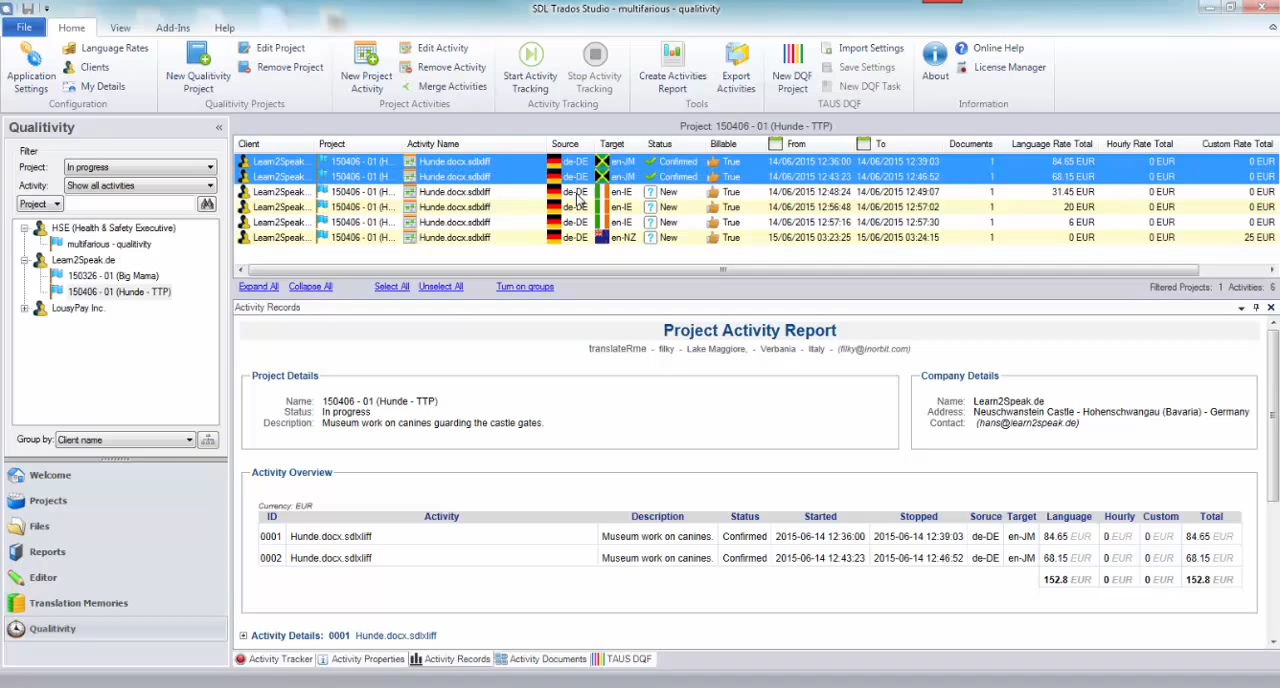 SDL Trados Studio - multifarious - qualitivity
File Home View Add-Ins Help
Application Settings
Language Rates
Clients
My Details
Configuration
New Qualitivity Project
Edit Project
Remove Project
Qualitivity Projects
New Project Activity
Edit Activity
Remove Activity
Merge Activities
Project Activities
Start Activity Tracking
Stop Activity Tracking
Activity Tracking
Create Activities Report
Export Activities
Tools
New DQF Project
Import Settings
Save Settings
New DQF Task
TAUS DQF
About
Online Help
License Manager
Information
Qualitivity «
Filter
Project: In progress
Activity: Show all activities
Project
HSE (Health & Safety Executive)
multifarious - qualitivity
Learn2Speak.de
150326 - 01 (Big Mama)
150406 - 01 (Hunde - TTP)
LousyPay Inc.
Group by: Client name
Welcome
Projects
Files
Reports
Editor
Translation Memories
Qualitivity
Project: 150406 - 01 (Hunde - TTP)
Client Project Activity Name Source Target Status Billable From To Documents Language Rate Total Hourly Rate Total Custom Rate Total
Learn2Speak... 150406 - 01 (H... Hunde.docx.sdlxliff de-DE en-JM Confirmed True 14/06/2015 12:36:00 14/06/2015 12:39:03 1 84.65 EUR 0 EUR 0 EUR
Learn2Speak... 150406 - 01 (H... Hunde.docx.sdlxliff de-DE en-JM Confirmed True 14/06/2015 12:43:23 14/06/2015 12:46:52 1 68.15 EUR 0 EUR 0 EUR
Learn2Speak... 150406 - 01 (H... Hunde.docx.sdlxliff de-DE en-IE New True 14/06/2015 12:48:24 14/06/2015 12:49:07 1 31.45 EUR 0 EUR 0 EUR
Learn2Speak... 150406 - 01 (H... Hunde.docx.sdlxliff de-DE en-IE New True 14/06/2015 12:56:48 14/06/2015 12:57:02 1 20 EUR 0 EUR 0 EUR
Learn2Speak... 150406 - 01 (H... Hunde.docx.sdlxliff de-DE en-IE New True 14/06/2015 12:57:16 14/06/2015 12:57:30 1 6 EUR 0 EUR 0 EUR
Learn2Speak... 150406 - 01 (H... Hunde.docx.sdlxliff de-DE en-NZ New True 15/06/2015 03:23:25 15/06/2015 03:24:15 1 0 EUR 0 EUR 25 EUR
Expand All Collapse All Select All Unselect All Turn on groups Filtered Projects: 1 Activities: 6
Activity Records
Project Activity Report
translateRme - filky - Lake Maggiore, - Verbania - Italy - (filky@inorbit.com)
Project Details
Name: 150406 - 01 (Hunde - TTP)
Status: In progress
Description: Museum work on canines guarding the castle gates.
Company Details
Name: Learn2Speak.de
Address: Neuschwanstein Castle - Hohenschwangau (Bavaria) - Germany
Contact: (hans@learn2speak.de)
Activity Overview
Currency: EUR
ID Activity Description Status Started Stopped Soruce Target Language Hourly Custom Total
0001 Hunde.docx.sdlxliff Museum work on canines. Confirmed 2015-06-14 12:36:00 2015-06-14 12:39:03 de-DE en-JM 84.65 EUR 0 EUR 0 EUR 84.65 EUR
0002 Hunde.docx.sdlxliff Museum work on canines. Confirmed 2015-06-14 12:43:23 2015-06-14 12:46:52 de-DE en-JM 68.15 EUR 0 EUR 0 EUR 68.15 EUR
152.8 EUR 0 EUR 0 EUR 152.8 EUR
Activity Details: 0001 Hunde.docx.sdlxliff
Activity Tracker Activity Properties Activity Records Activity Documents TAUS DQF